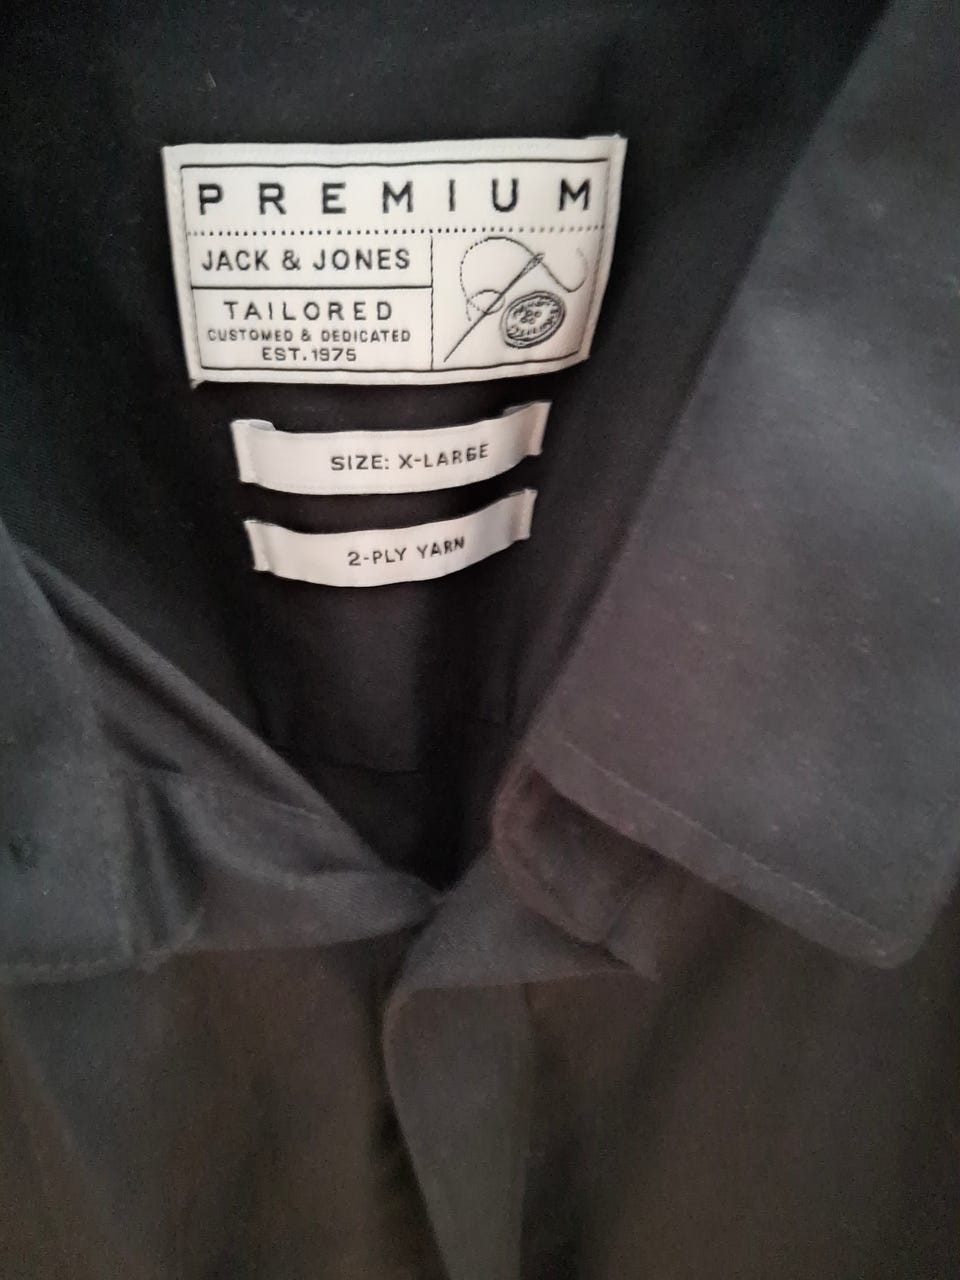 PREMIUM
JACK & JONES
TAILORED
CUSTOMED & DEDICATED
EST.1975
SIZE: X-LARGE
2-PLY YARN